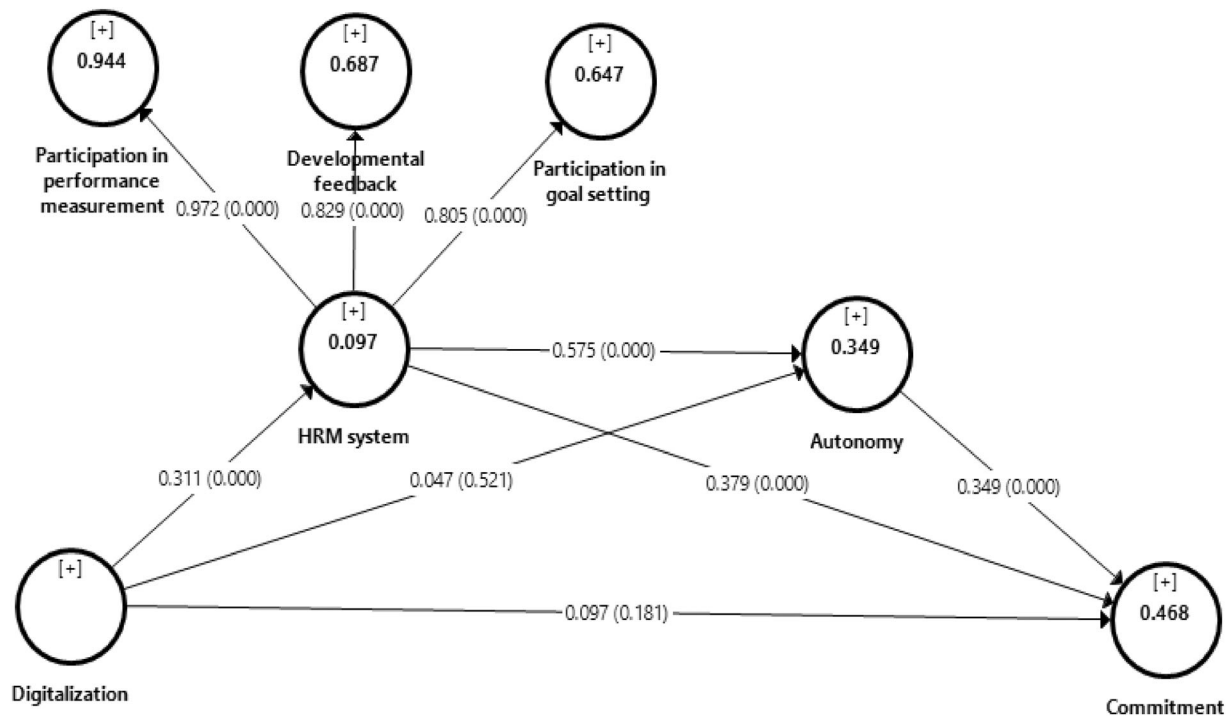 [+]
0.944
[+]
0.687
[+]
0.647
Participation in
performance
measurement
Developmental
feedback
Participation in
goal setting
0.972 (0.000)
0.829 (0.000)
0.805 (0.000)
[+]
0.097
HRM system
0.575 (0.000)
[+]
0.349
Autonomy
0.311 (0.000)
0.047 (0.521)
0.379 (0.000)
0.349 (0.000)
[+]
Digitalization
0.097 (0.181)
[+]
0.468
Commitment